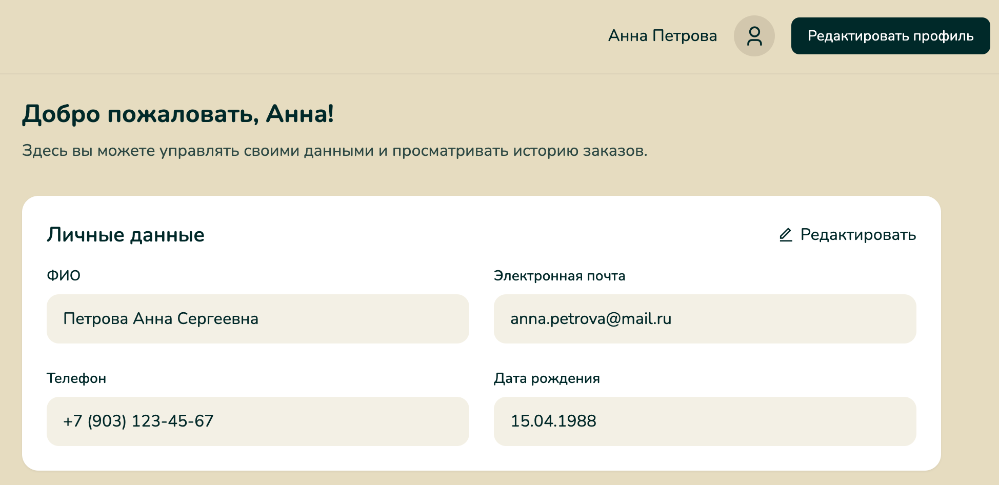 Анна Петрова
Редактировать профиль
Добро пожаловать, Анна!
Здесь вы можете управлять своими данными и просматривать историю заказов.
Личные данные
Редактировать
ФИО
Электронная почта
Петрова Анна Сергеевна
anna.petrova@mail.ru
Телефон
Дата рождения
+7 (903) 123-45-67
15.04.1988